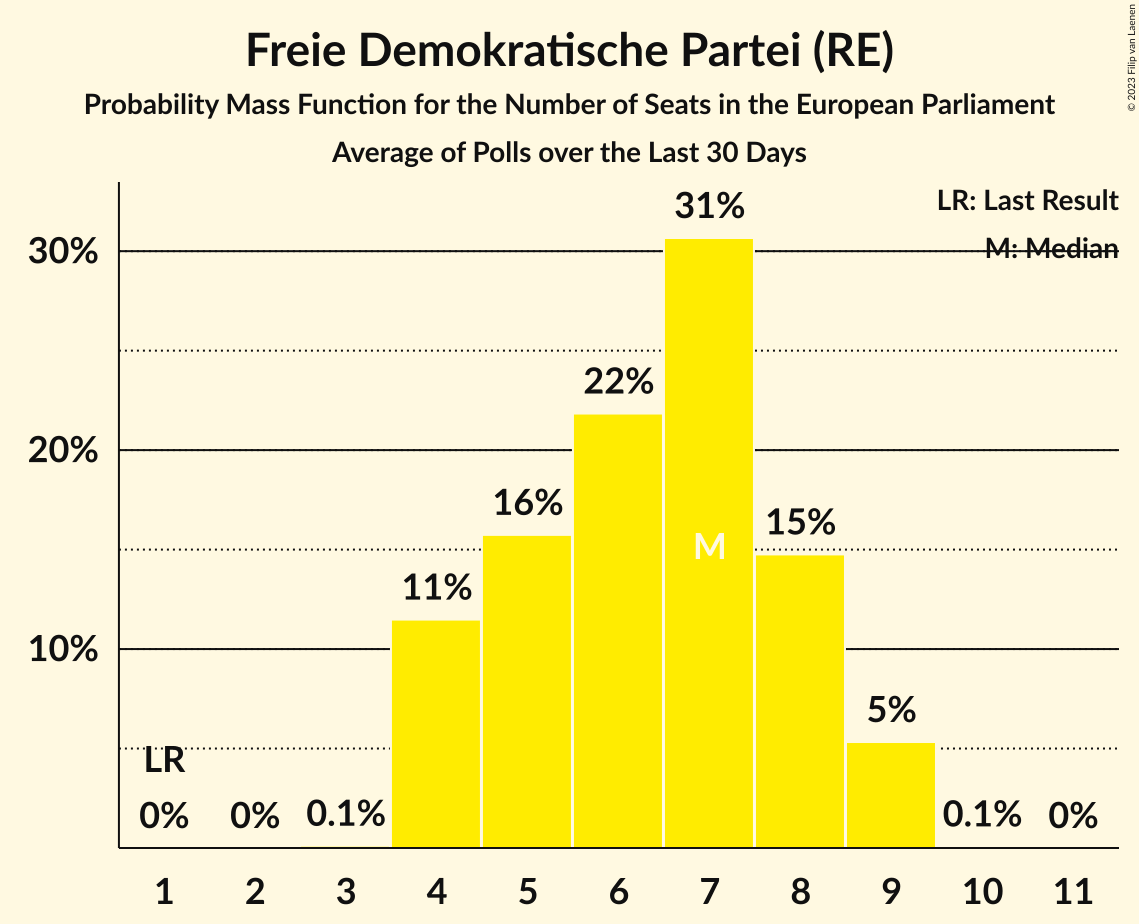 Freie Demokratische Partei (RE)
Probability Mass Function for the Number of Seats in the European Parliament
Average of Polls over the Last 30 Days
© 2023 Filip van Laenen
LR: Last Result
M: Median
30%
20%
10%
LR
0%
0%
0.1%
11%
16%
22%
31%
M
15%
5%
0.1%
0%
1 2 3 4 5 6 7 8 9 10 11